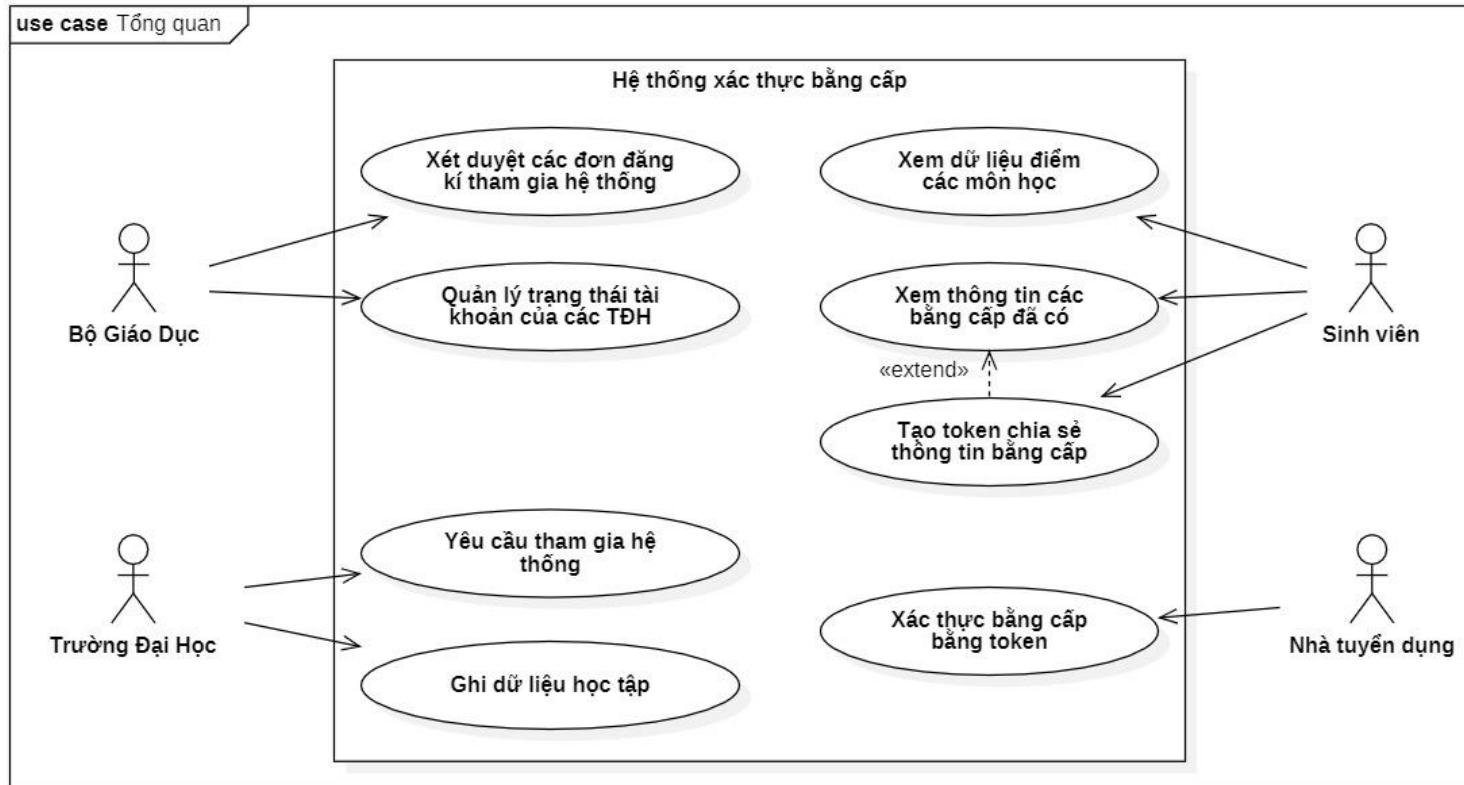 use case Tổng quan
Hệ thống xác thực bằng cấp
Xét duyệt các đơn đăng
kí tham gia hệ thống
Xem dữ liệu điểm
các môn học
Bộ Giáo Dục
Quản lý trạng thái tài
khoản của các TĐH
Xem thông tin các
bằng cấp đã có
Sinh viên
«extend»
Tạo token chia sẻ
thông tin bằng cấp
Trường Đại Học
Yêu cầu tham gia hệ
thống
Xác thực bằng cấp
bằng token
Nhà tuyển dụng
Ghi dữ liệu học tập